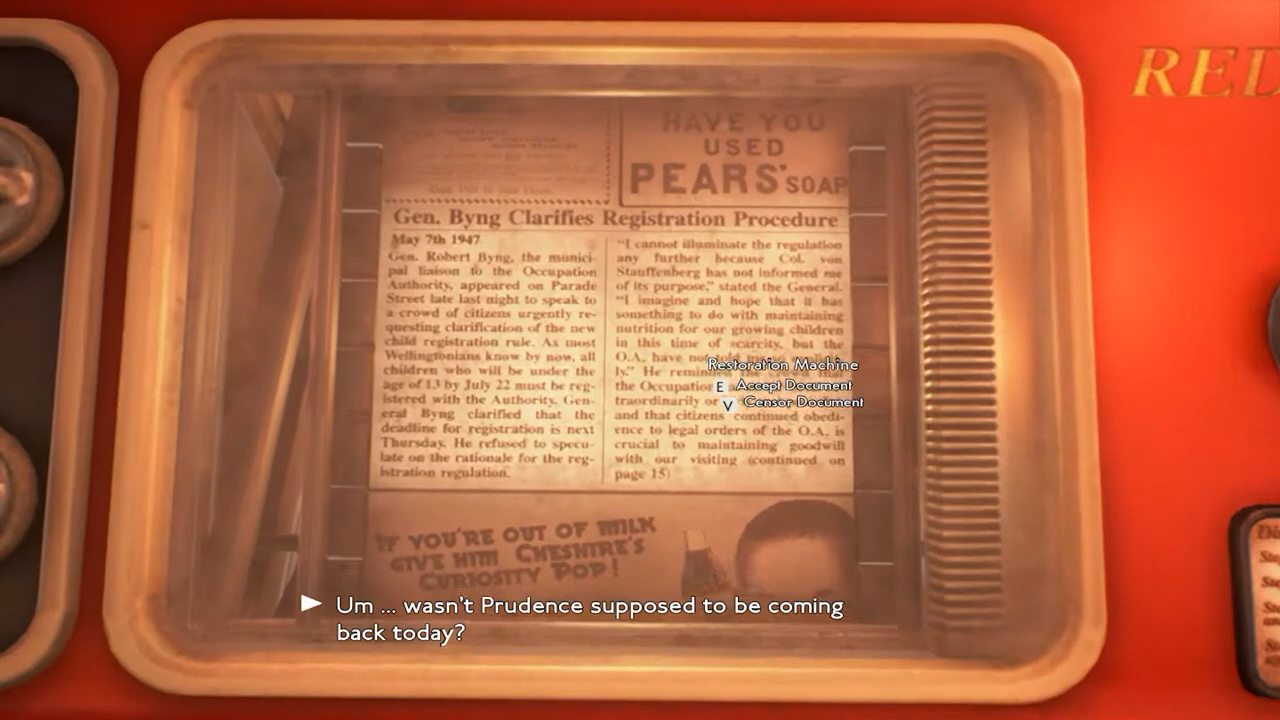 RED
HAVE YOU
USED
PEARS' SOAP
Gen. Byng Clarifies Registration Procedure
May 7th 1947
Gen. Robert Byng, the munici-
pal liaison to the Occupation
Authority, appeared on Parade
Street late last night to speak to
a crowd of citizens urgently re-
questing clarification of the new
child registration rule. As most
Wellingtonians know by now, all
children who will be under the
age of 13 by July 22 must be reg-
istered with the Authority. Gen-
eral Byng clarified that the
deadline for registration is next
Thursday. He refused to specu-
late on the rationale for the reg-
istration regulation.
"I cannot illuminate the regulation
any further because Col. von
Stauffenberg has not informed me
of its purpose," stated the General.
"I imagine and hope that it has
something to do with maintaining
nutrition for our growing children
in this time of scarcity, but the
O.A. have not
ly." He
the Occupation
and that citizens' continued obedi-
ence to legal orders of the O.A. is
crucial to maintaining goodwill
with our visiting (continued on
page 15)
Restoration Machine
E Accept Document
V Censor Document
IF YOU'RE OUT OF MILK
GIVE HIM CHESHIRE'S
CURIOSITY POP!
Um ... wasn't Prudence supposed to be coming
back today?